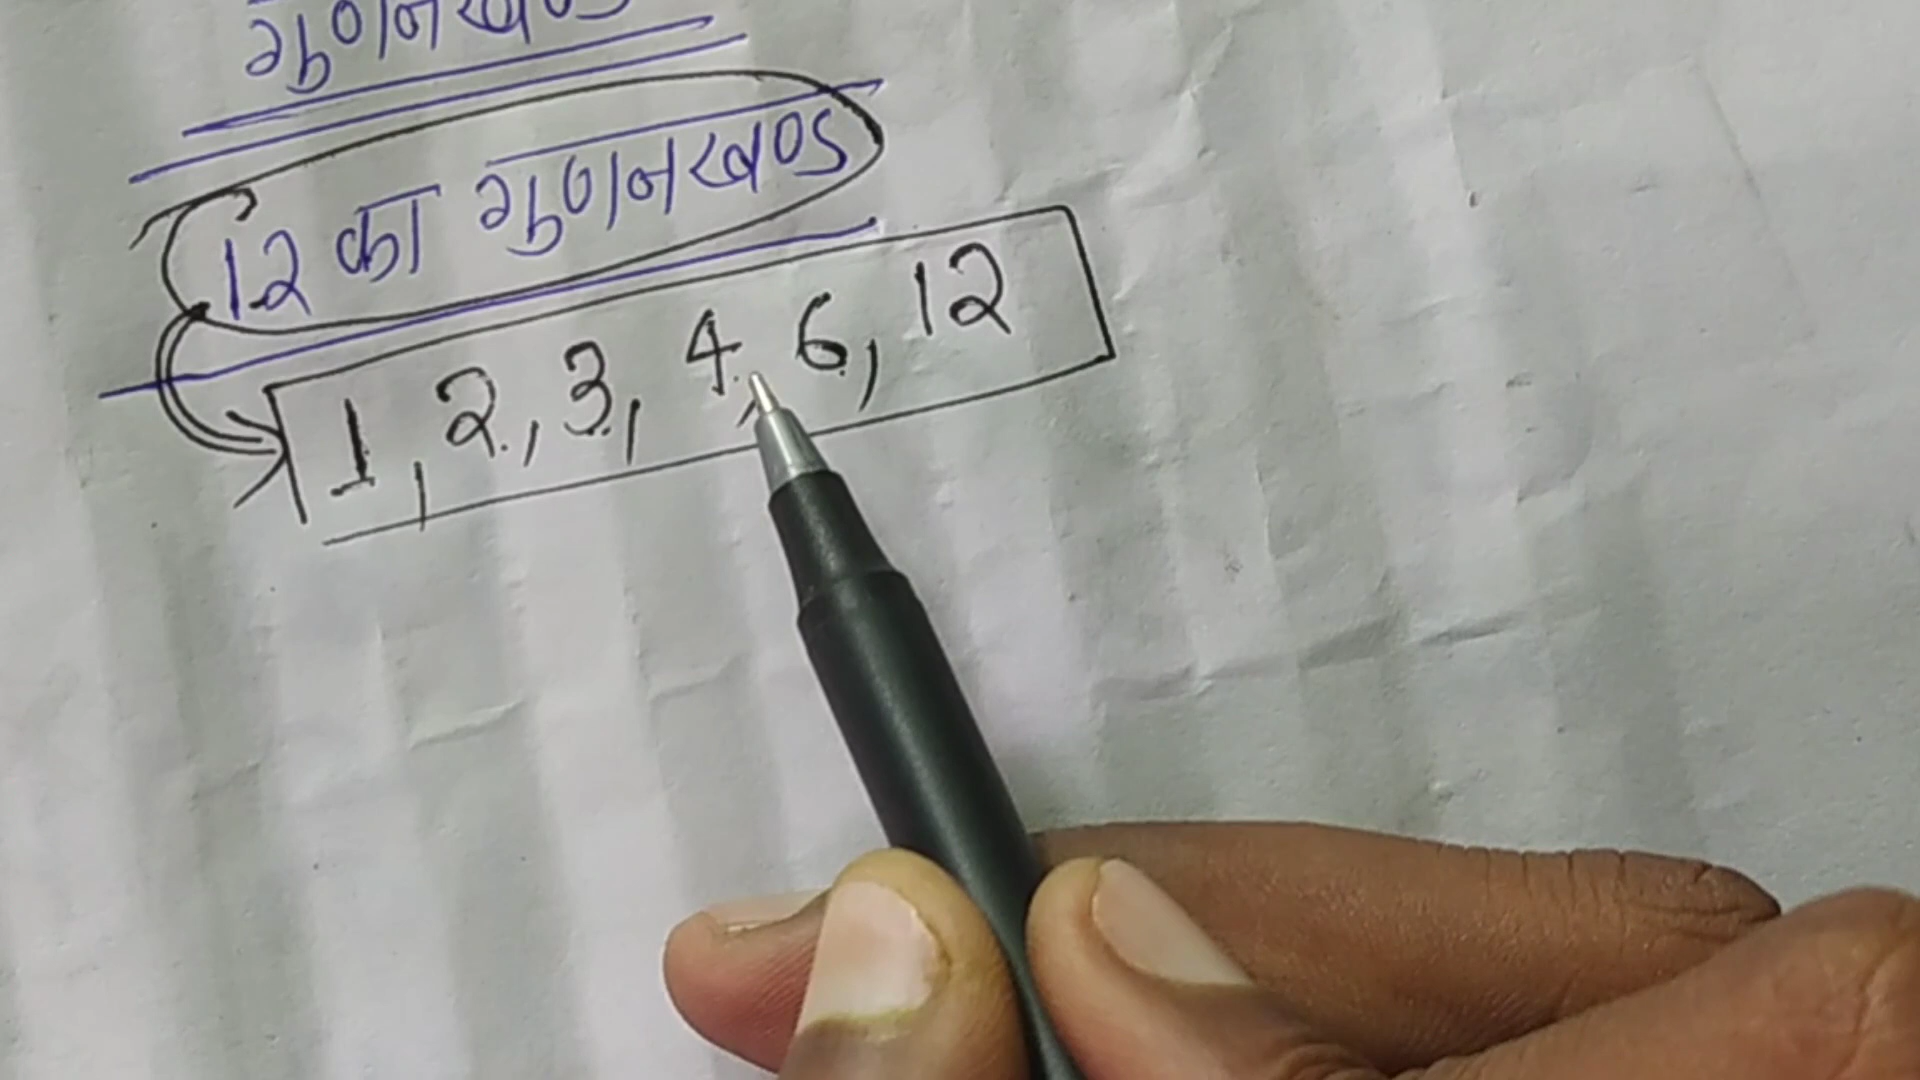 गुणनखण्ड
12 का गुणनखण्ड
1, 2, 3, 4, 6, 12